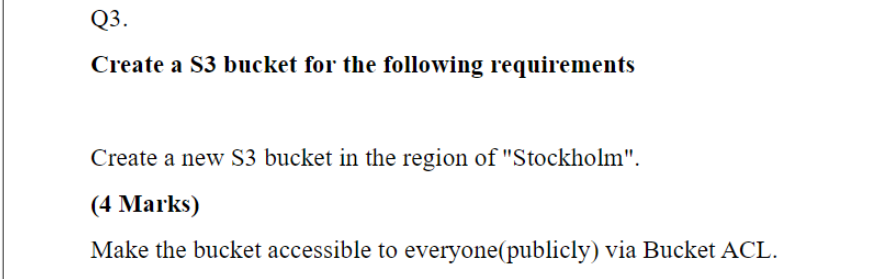 Q3.
Create a S3 bucket for the following requirements
Create a new S3 bucket in the region of "Stockholm".
(4 Marks)
Make the bucket accessible to everyone(publicly) via Bucket ACL.